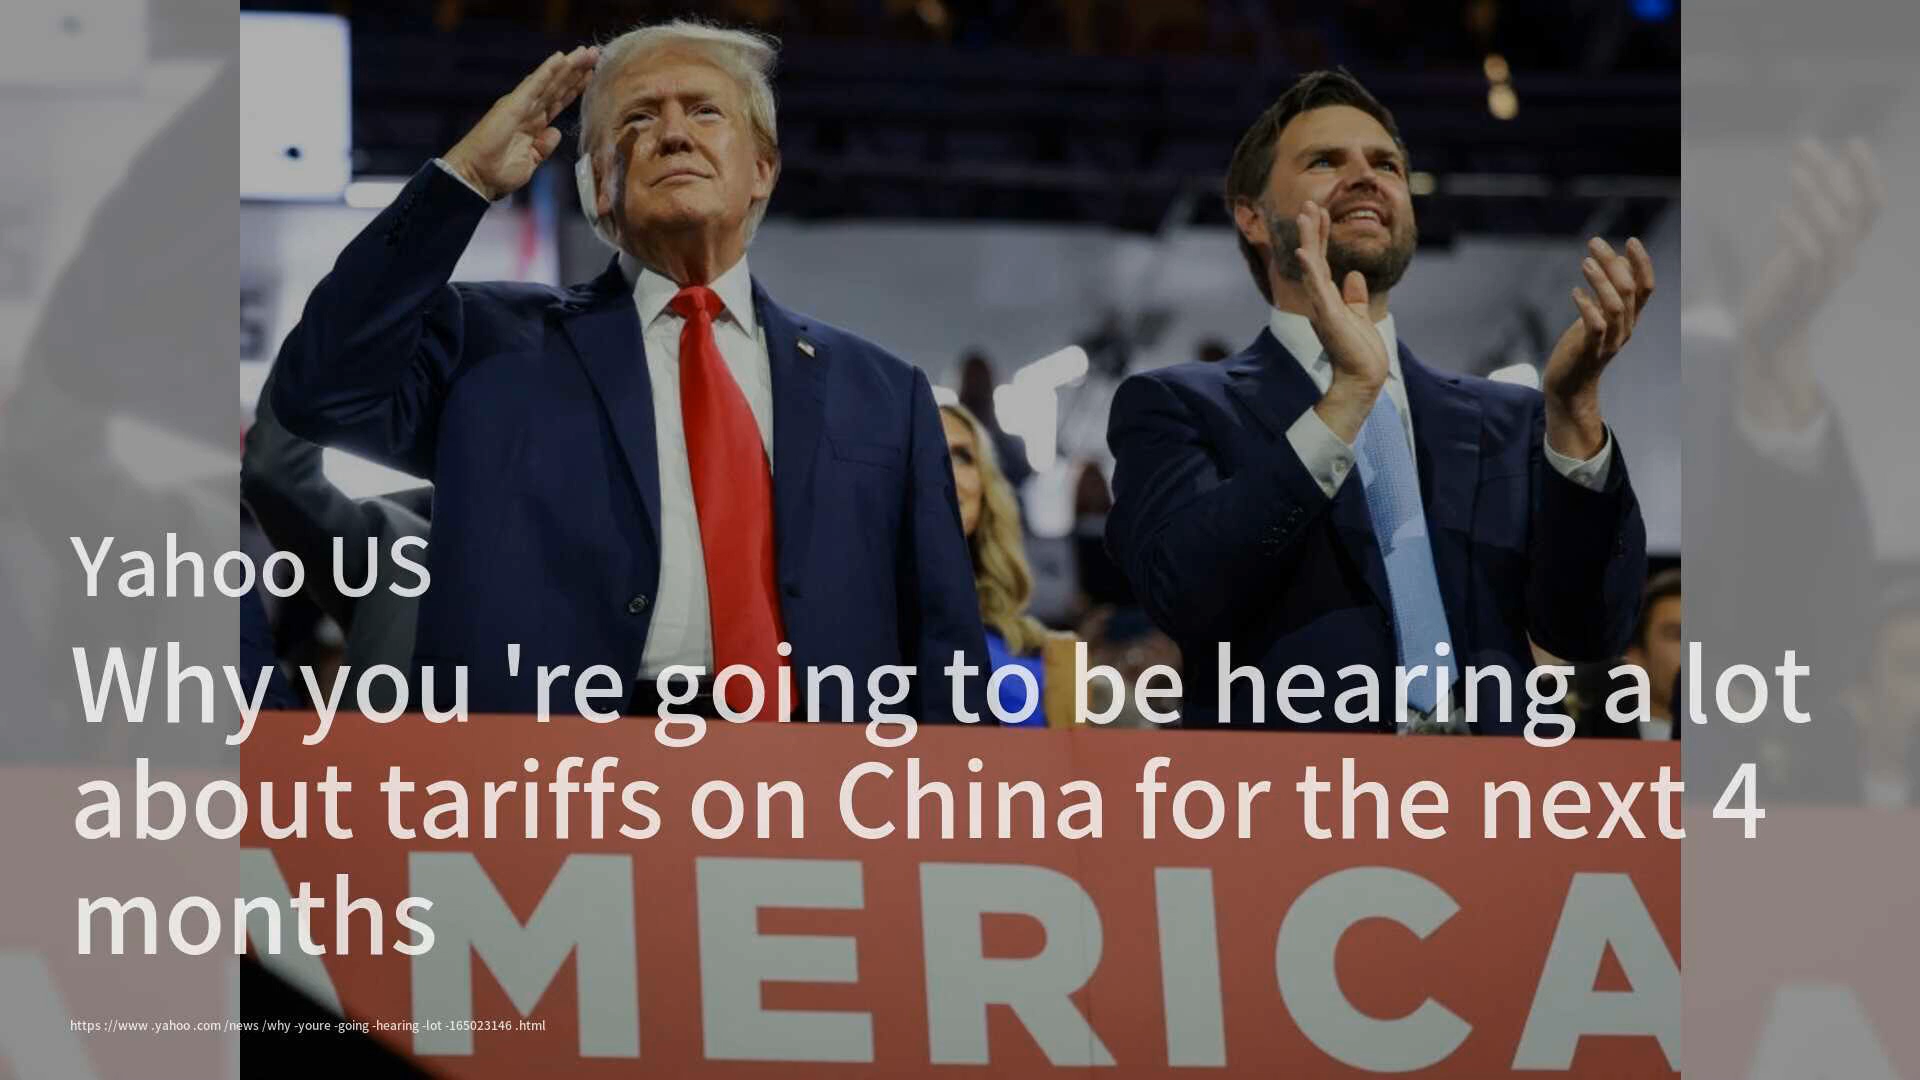 Yahoo US
Why you 're going to be hearing a lot
about tariffs on China for the next 4
months
AMERICA
https ://www .yahoo .com /news /why -youre -going -hearing -lot -165023146 .html